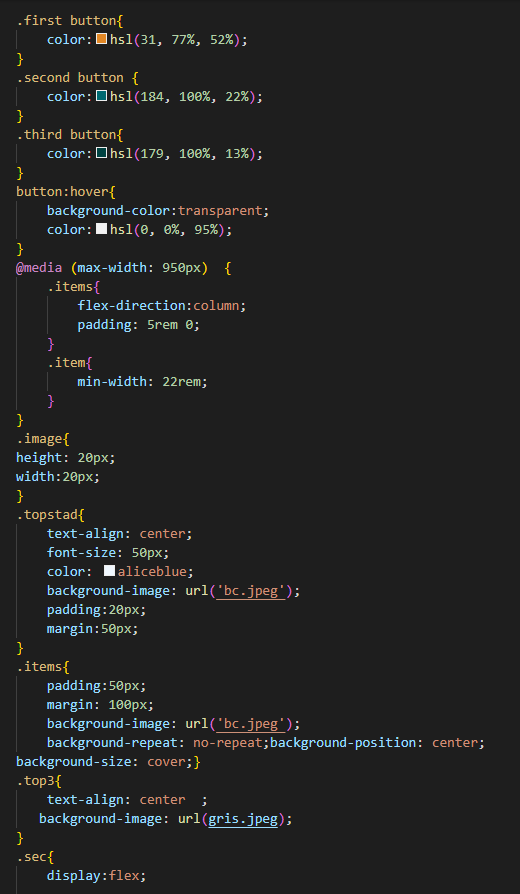 .first button{
    color:hsl(31, 77%, 52%);
}
.second button {
    color:hsl(184, 100%, 22%);
}
.third button{
    color:hsl(179, 100%, 13%);
}
button:hover{
    background-color:transparent;
    color:hsl(0, 0%, 95%);
}
@media (max-width: 950px)  {
    .items{
        flex-direction:column;
        padding: 5rem 0;
    }
    .item{
        min-width: 22rem;
    }
}
.image{
height: 20px;
width:20px;
}
.topstad{
    text-align: center;
    font-size: 50px;
    color: aliceblue;
    background-image: url('bc.jpeg');
    padding:20px;
    margin:50px;
}
.items{
    padding:50px;
    margin: 100px;
    background-image: url('bc.jpeg');
    background-repeat: no-repeat;background-position: center;
background-size: cover;}
.top3{
    text-align: center  ;
   background-image: url(gris.jpeg);
}
.sec{
    display:flex;